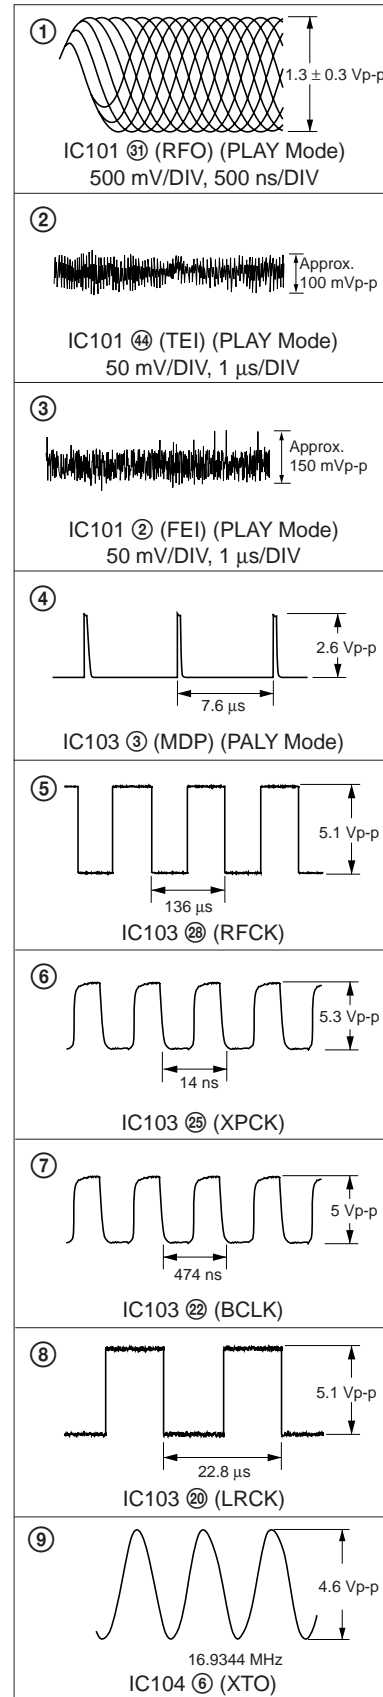 ①
1.3 ± 0.3 Vp-p
IC101 ㉛ (RFO) (PLAY Mode)
500 mV/DIV, 500 ns/DIV
②
Approx.
100 mVp-p
IC101 ㊹ (TEI) (PLAY Mode)
50 mV/DIV, 1 µs/DIV
③
Approx.
150 mVp-p
IC101 ② (FEI) (PLAY Mode)
50 mV/DIV, 1 µs/DIV
④
2.6 Vp-p
7.6 µs
IC103 ③ (MDP) (PALY Mode)
⑤
5.1 Vp-p
136 µs
IC103 ㉘ (RFCK)
⑥
5.3 Vp-p
14 ns
IC103 ㉕ (XPCK)
⑦
5 Vp-p
474 ns
IC103 ㉒ (BCLK)
⑧
5.1 Vp-p
22.8 µs
IC103 ⑳ (LRCK)
⑨
4.6 Vp-p
16.9344 MHz
IC104 ⑥ (XTO)